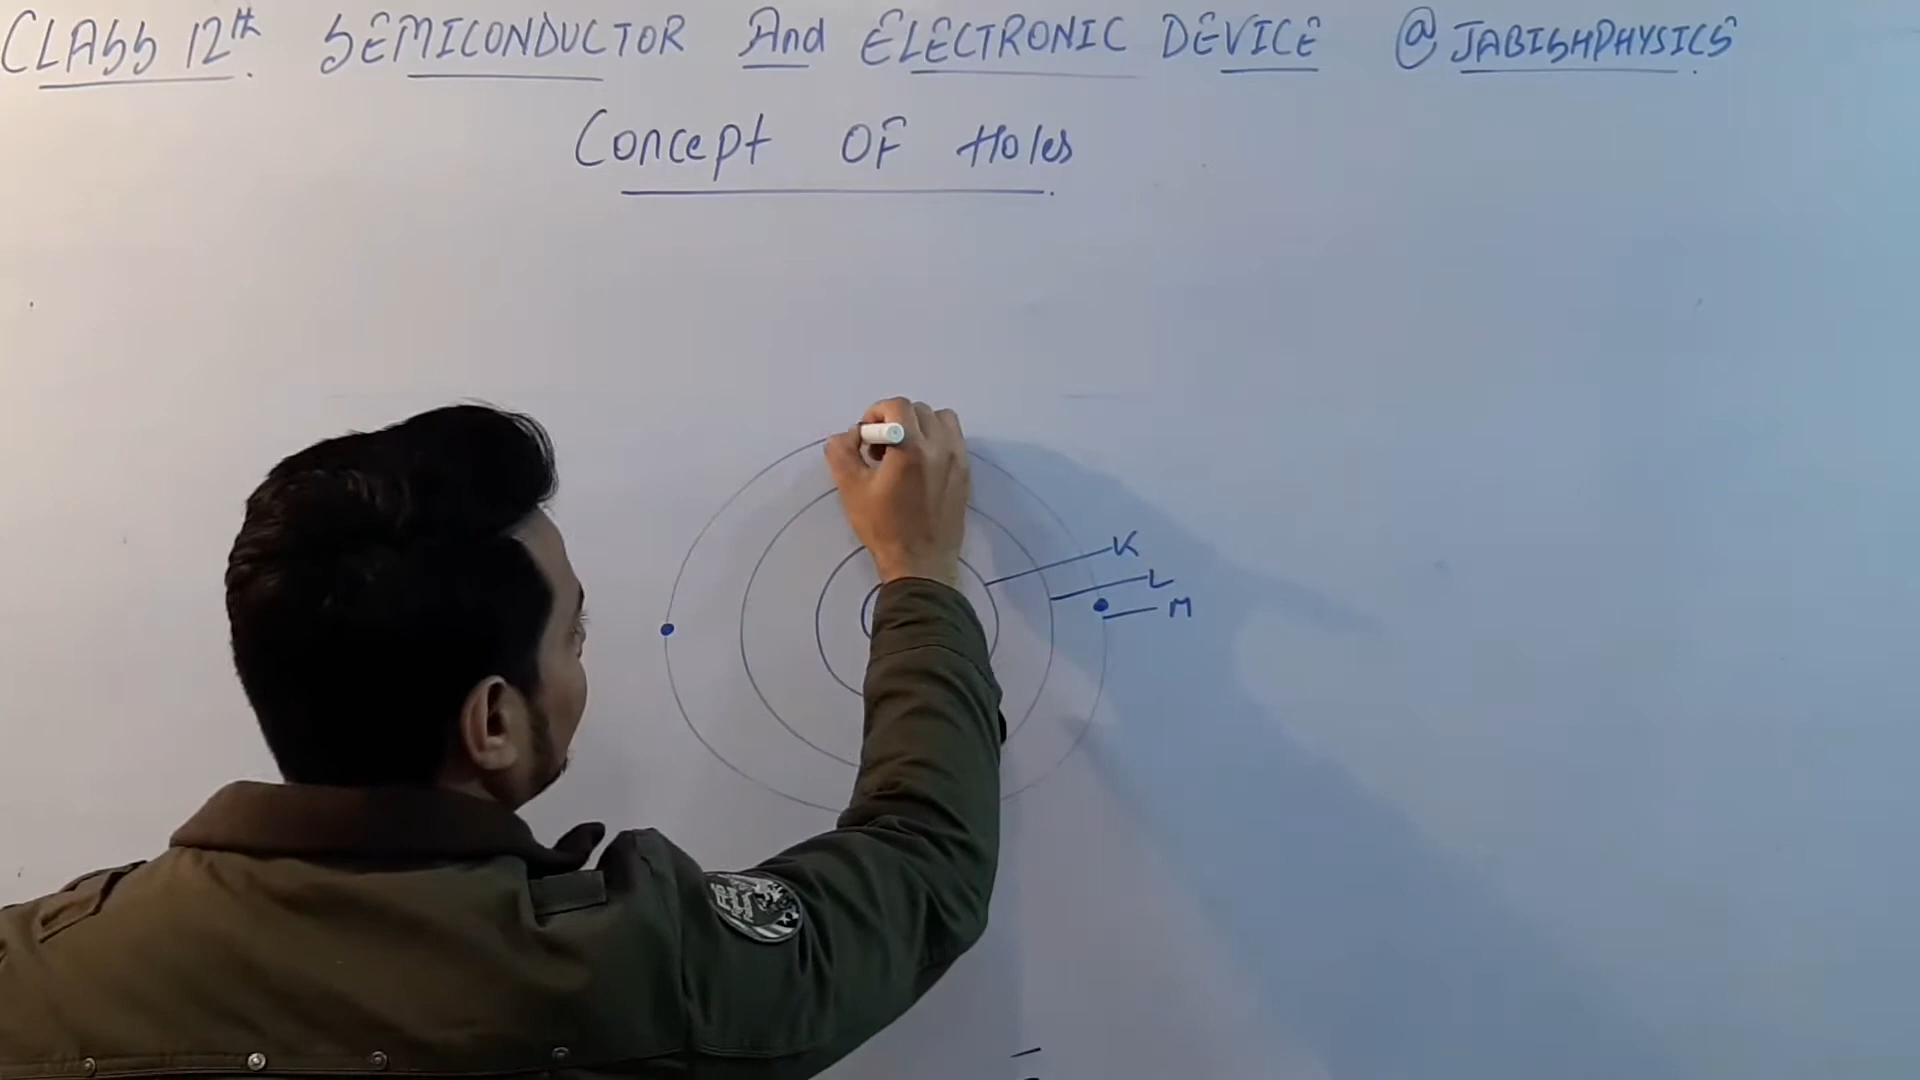 CLASS 12th SEMICONDUCTOR And ELECTRONIC DEVICE @JABISHPHYSICS
Concept OF Holes
K
L
M